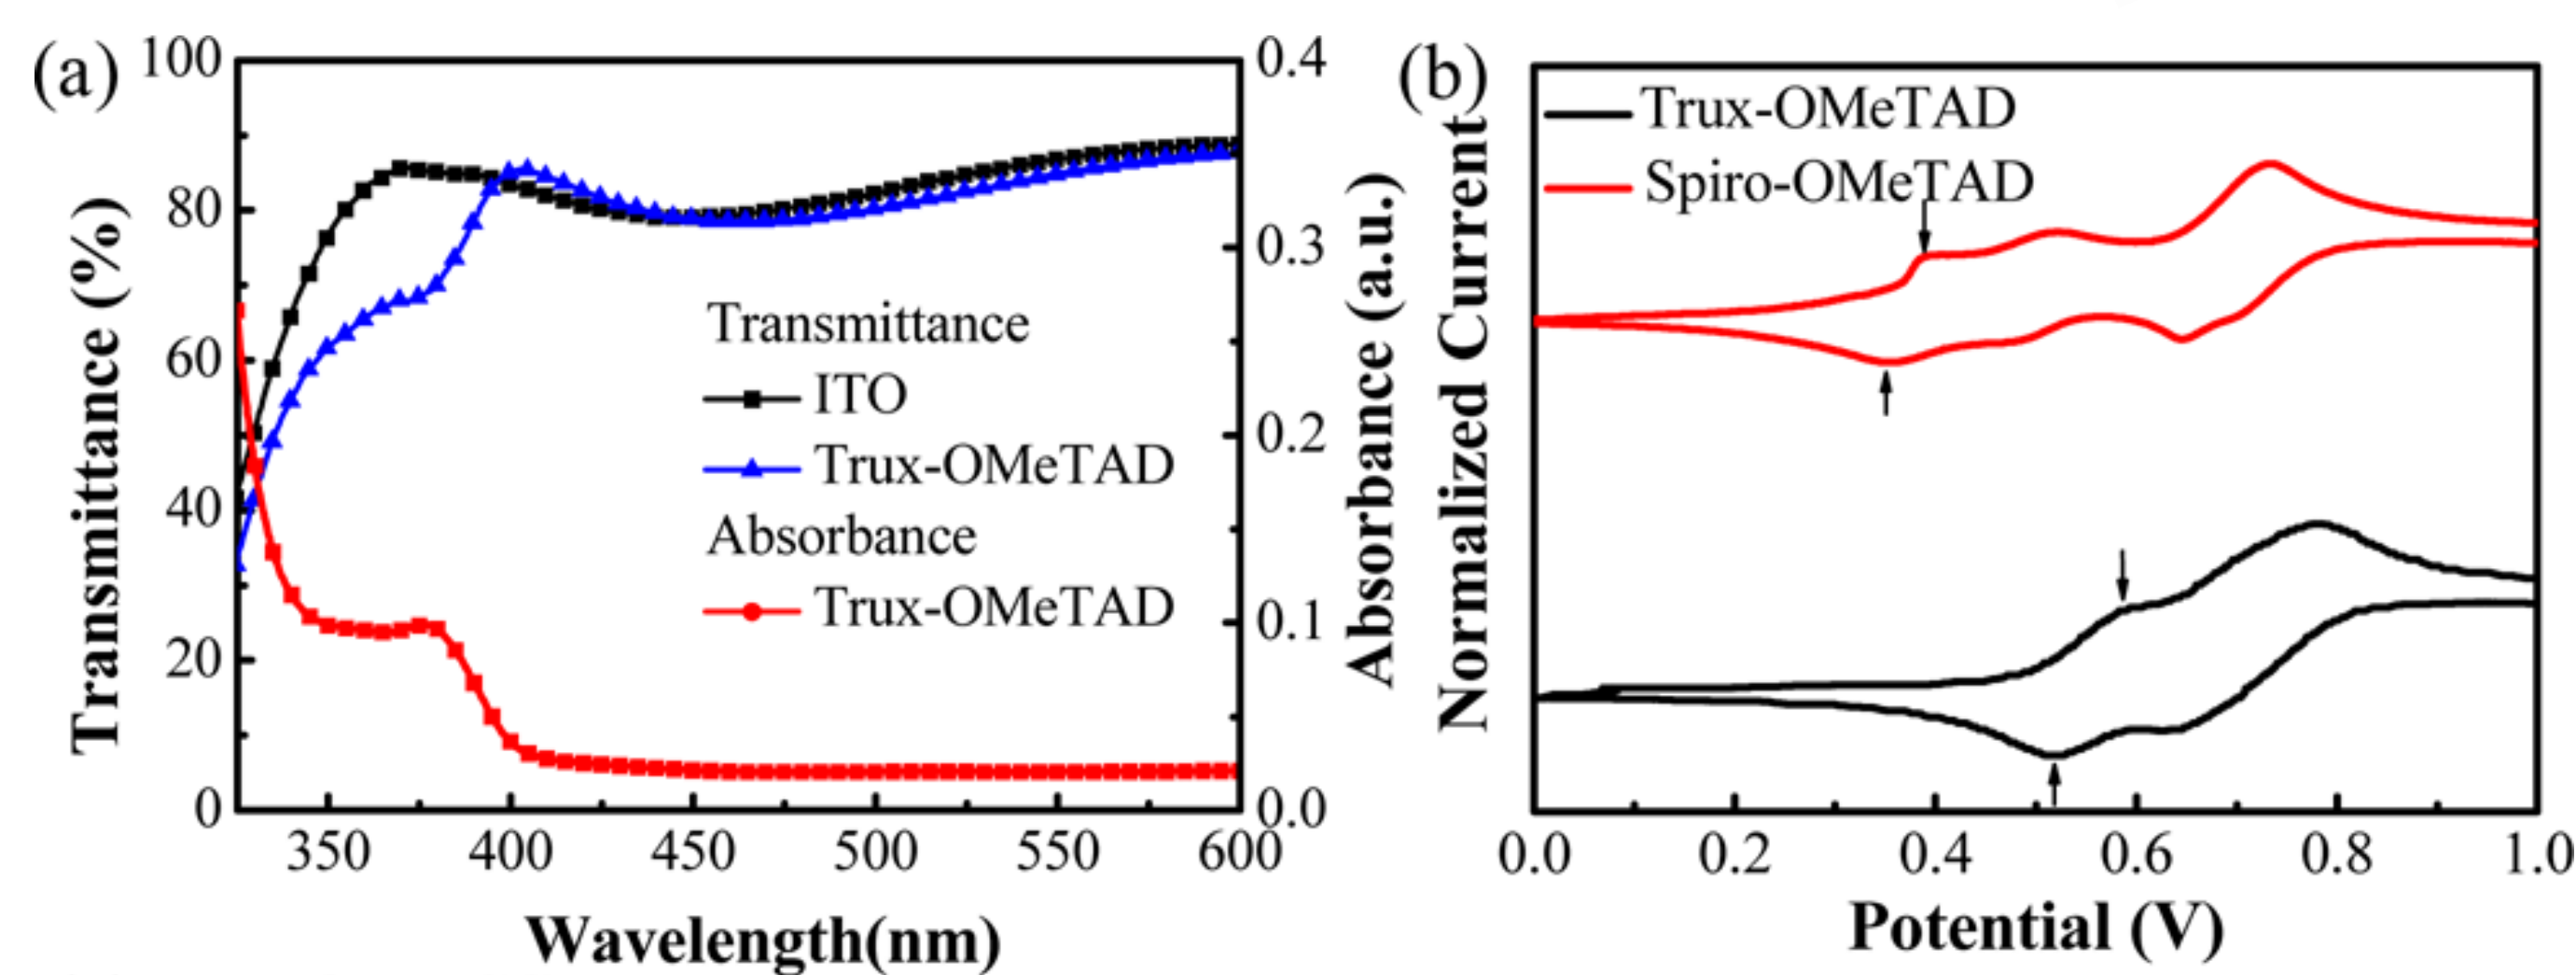 (a)
100
80
60
40
20
0
Transmittance (%)
0.4
0.3
0.2
0.1
0.0
Absorbance (a.u.)
Transmittance
ITO
Trux-OMeTAD
Absorbance
Trux-OMeTAD
350 400 450 500 550 600
Wavelength(nm)
(b)
Normalized Current
Trux-OMeTAD
Spiro-OMeTAD
0.0 0.2 0.4 0.6 0.8 1.0
Potential (V)